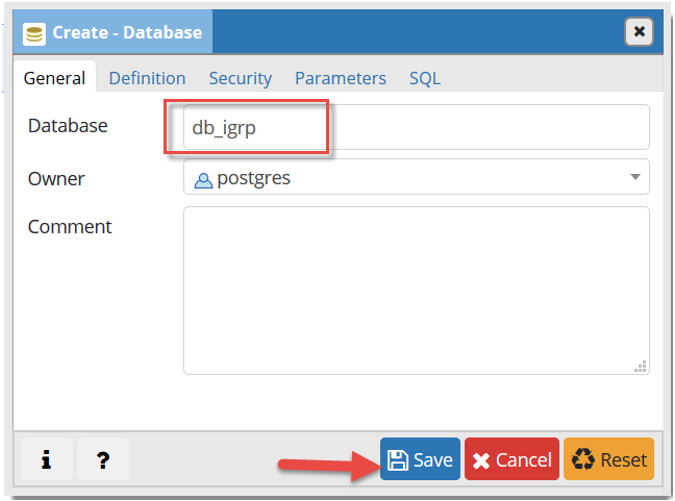 Create - Database
General Definition Security Parameters SQL
Database db_igrp
Owner postgres
Comment
i ? Save Cancel Reset